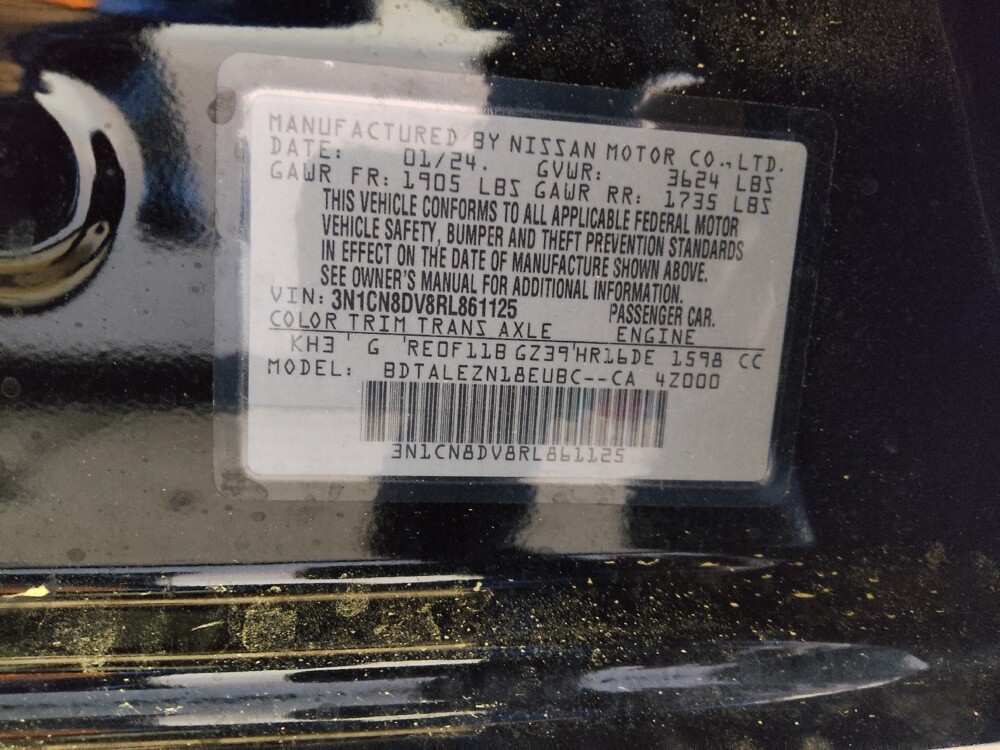 MANUFACTURED BY NISSAN MOTOR CO.,LTD.
DATE: 01/24. GVWR: 3624 LBS
GAWR FR: 1905 LBS GAWR RR: 1735 LBS
THIS VEHICLE CONFORMS TO ALL APPLICABLE FEDERAL MOTOR
VEHICLE SAFETY, BUMPER AND THEFT PREVENTION STANDARDS
IN EFFECT ON THE DATE OF MANUFACTURE SHOWN ABOVE.
SEE OWNER'S MANUAL FOR ADDITIONAL INFORMATION.
VIN: 3N1CN8DV8RL861125 PASSENGER CAR.
COLOR TRIM TRANS AXLE ENGINE
KH3 ' G 'RE0F11B GZ39'HR16DE 1598 CC
MODEL: BDTALEZN18EUBC--CA 4Z000
3N1CN8DV8RL861125